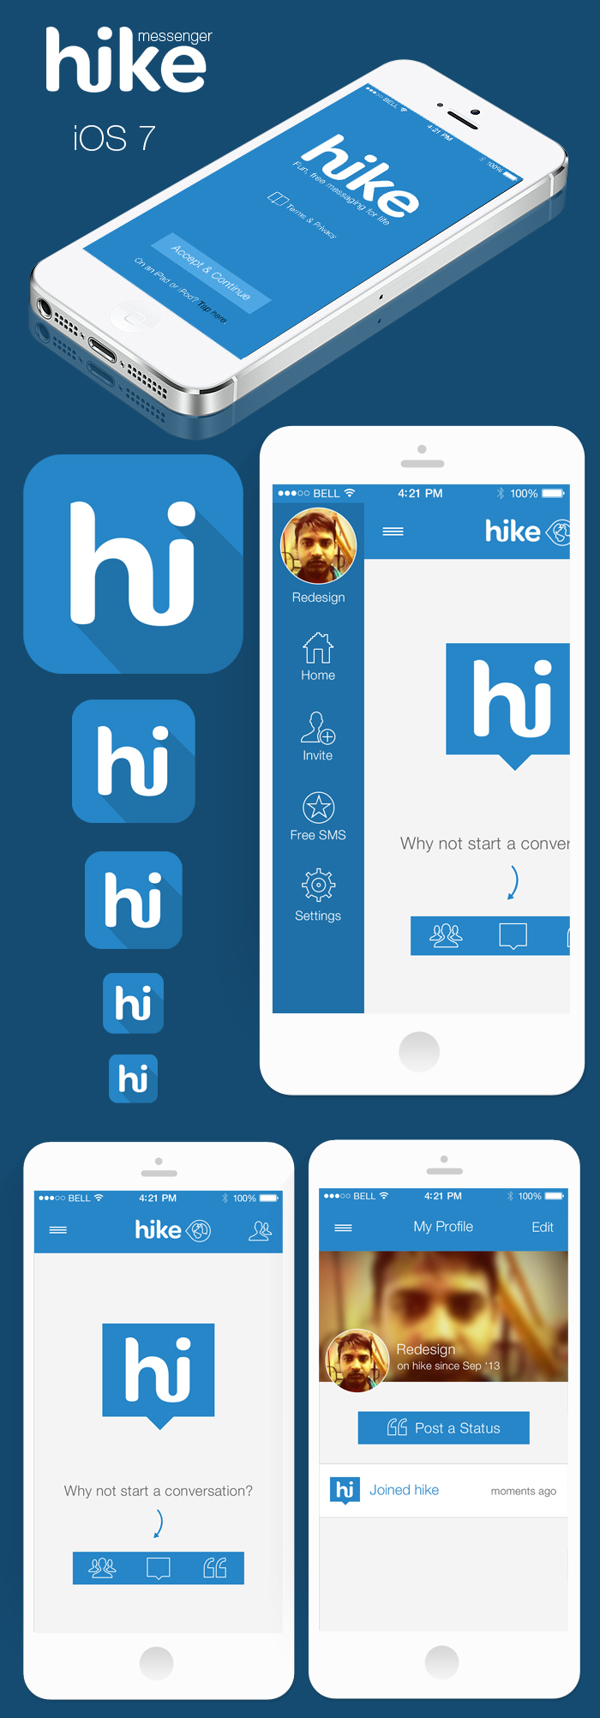 hike messenger
iOS 7
BELL 4:21 PM 100%
hike
Fun, free messaging for life
Terms & Privacy
Accept & Continue
On an iPad or iPod? Tap here
hi
hi
hi
hi
hi
BELL 4:21 PM 100%
hike
Redesign
Home
Invite
Free SMS
Settings
hi
Why not start a conver
BELL 4:21 PM 100%
hike
hi
Why not start a conversation?
BELL 4:21 PM 100%
My Profile Edit
Redesign
on hike since Sep '13
Post a Status
hi Joined hike moments ago